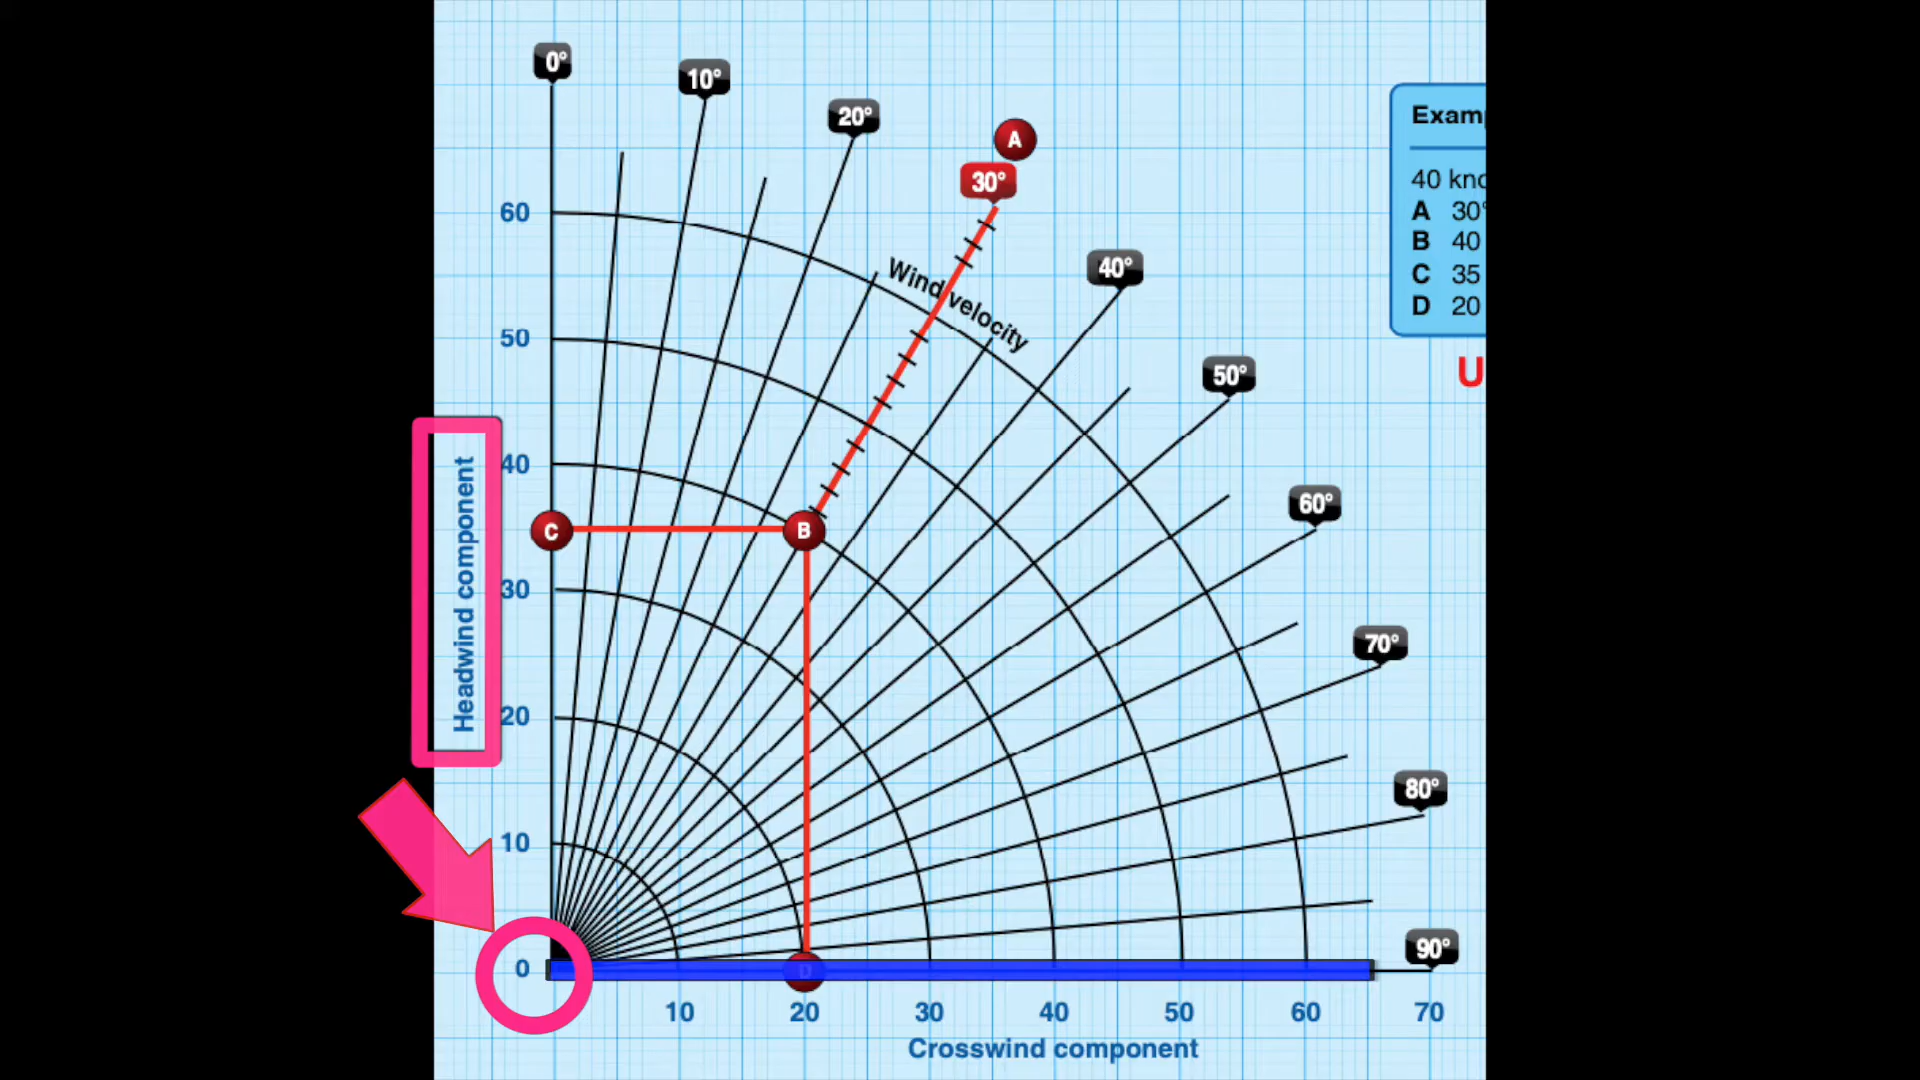 0°
10°
20°
A
30°
40°
50°
60°
70°
80°
90°
Wind velocity
60
50
40
30
20
10
0
Headwind component
C
B
D
10 20 30 40 50 60 70
Crosswind component
Exam
40 kno
A 30°
B 40
C 35
D 20
U